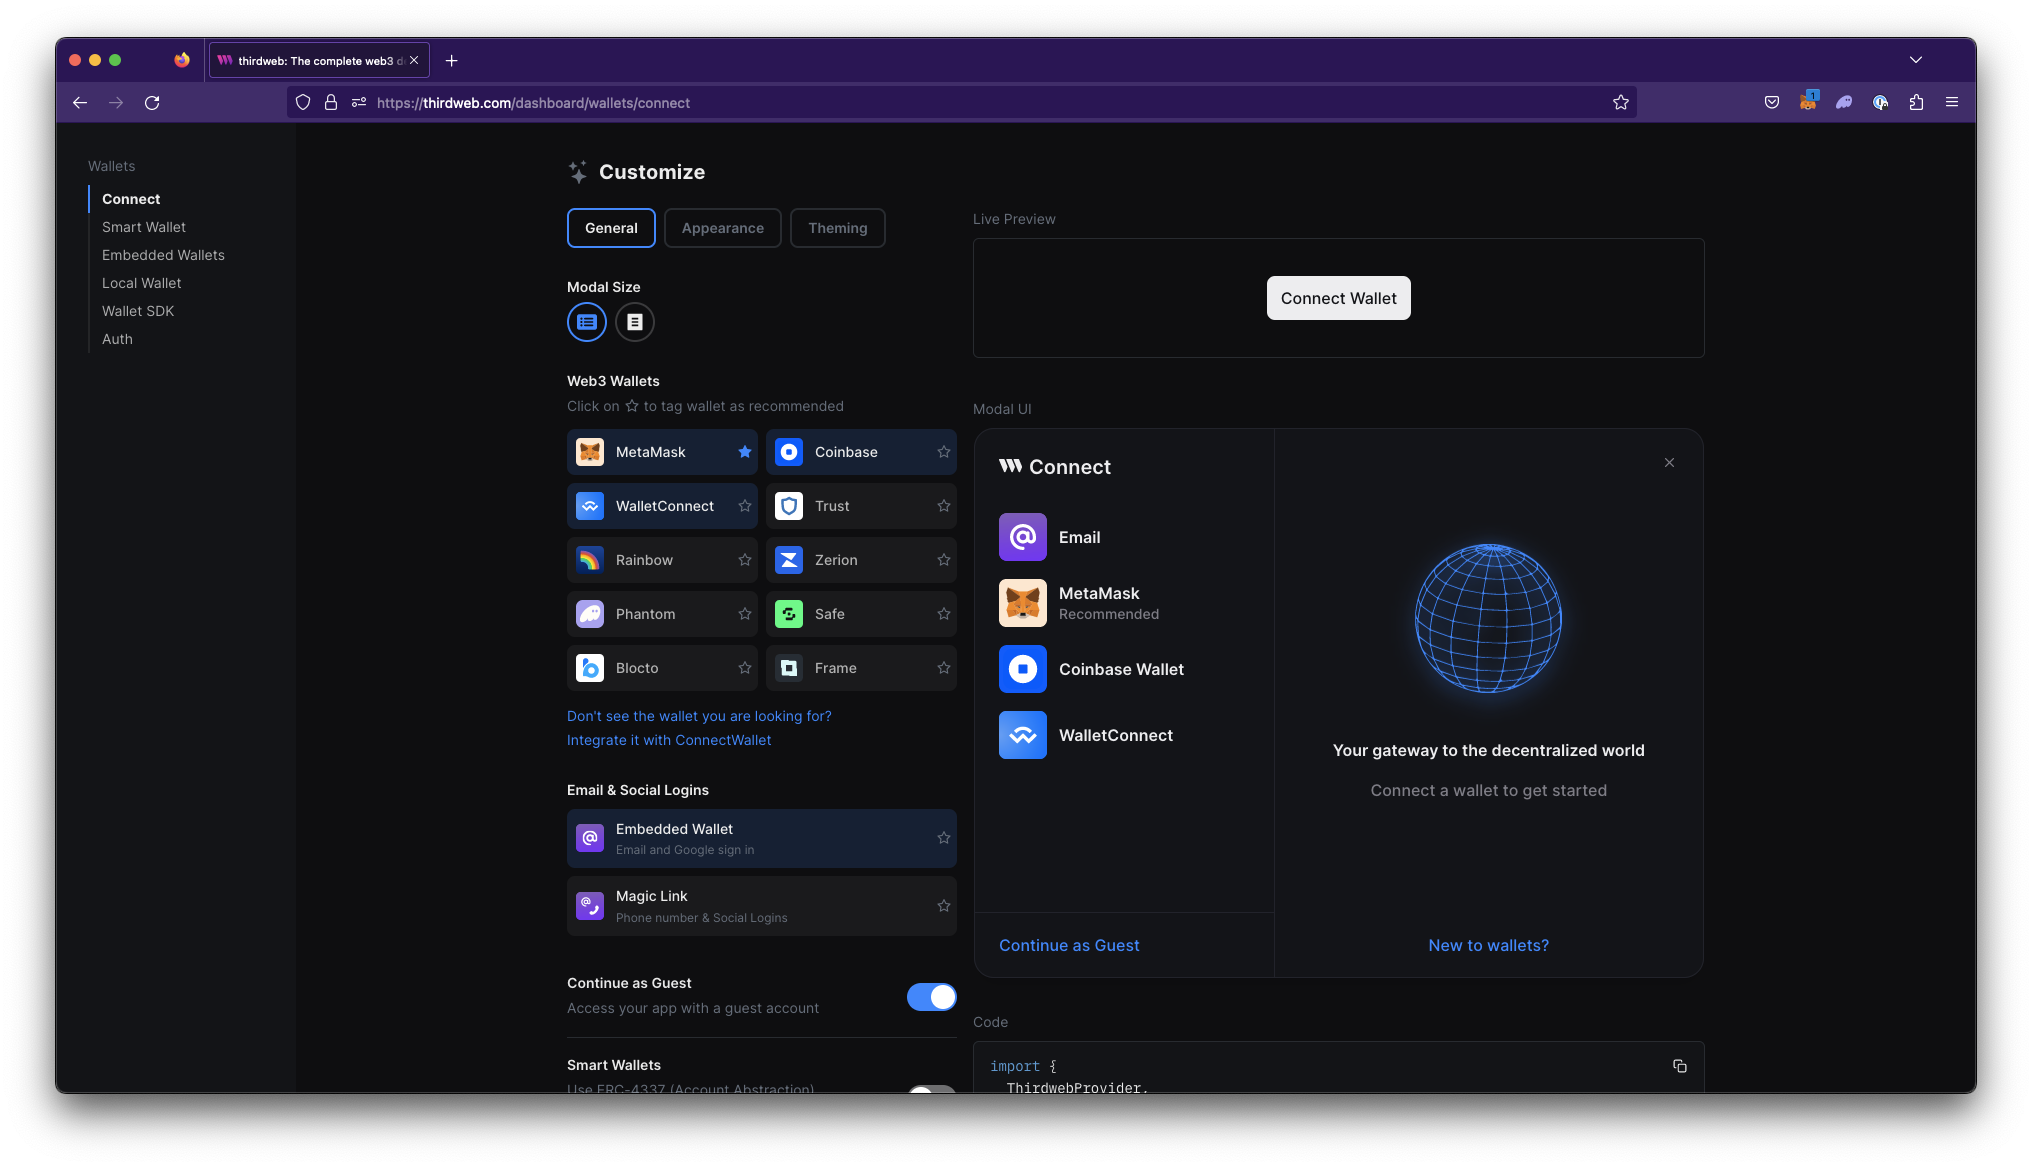 thirdweb: The complete web3 d
https://thirdweb.com/dashboard/wallets/connect
1
Wallets
Connect
Smart Wallet
Embedded Wallets
Local Wallet
Wallet SDK
Auth
Customize
General
Appearance
Theming
Modal Size
Web3 Wallets
Click on ☆ to tag wallet as recommended
MetaMask
Coinbase
WalletConnect
Trust
Rainbow
Zerion
Phantom
Safe
Blocto
Frame
Don't see the wallet you are looking for?
Integrate it with ConnectWallet
Email & Social Logins
Embedded Wallet
Email and Google sign in
Magic Link
Phone number & Social Logins
Continue as Guest
Access your app with a guest account
Smart Wallets
Use ERC-4337 (Account Abstraction)
Live Preview
Connect Wallet
Modal UI
Connect
Email
MetaMask
Recommended
Coinbase Wallet
WalletConnect
Continue as Guest
Your gateway to the decentralized world
Connect a wallet to get started
New to wallets?
Code
import {
ThirdwebProvider,